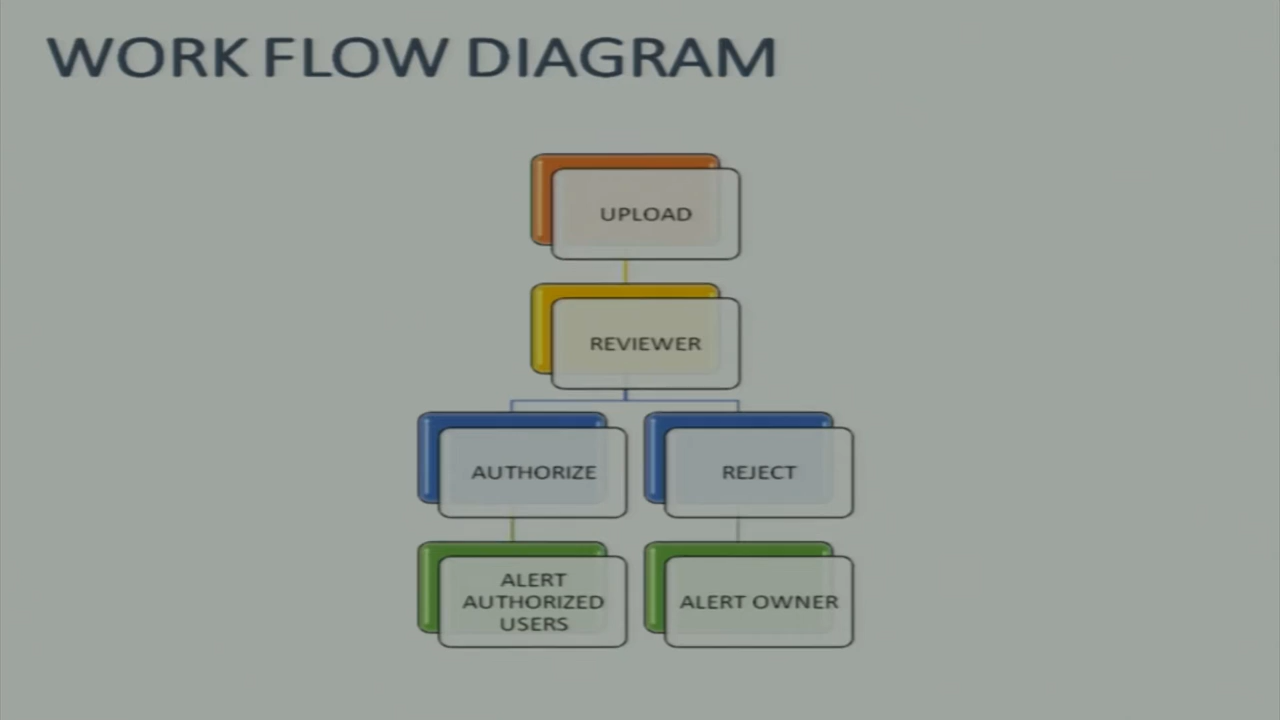 WORK FLOW DIAGRAM
UPLOAD
REVIEWER
AUTHORIZE
REJECT
ALERT
AUTHORIZED
USERS
ALERT OWNER